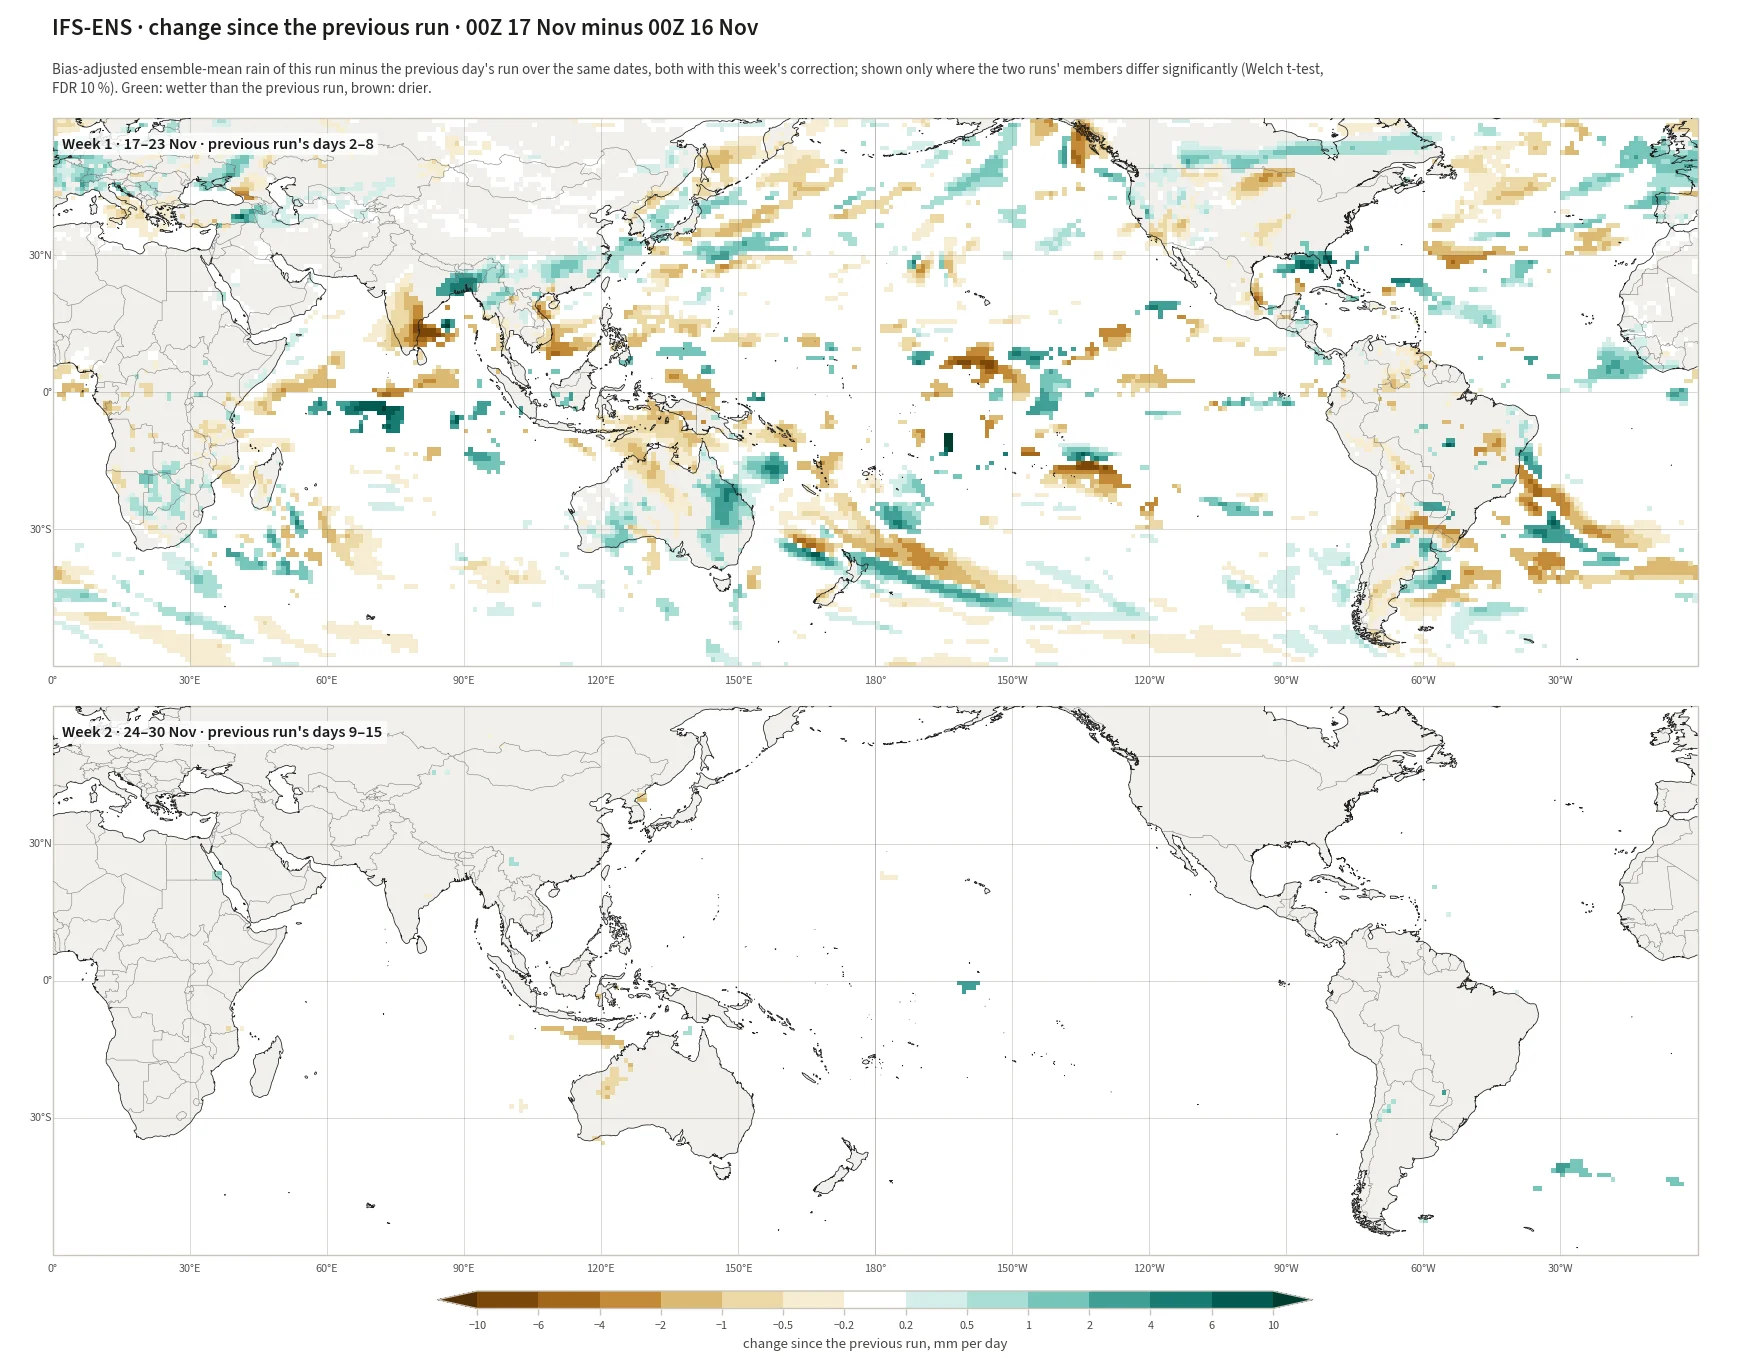 IFS-ENS · change since the previous run · 00Z 17 Nov minus 00Z 16 Nov
Bias-adjusted ensemble-mean rain of this run minus the previous day's run over the same dates, both with this week's correction; shown only where the two runs' members differ significantly (Welch t-test,
FDR 10 %). Green: wetter than the previous run, brown: drier.
Week 1 · 17–23 Nov · previous run's days 2–8
30°N
0°
30°S
0° 30°E 60°E 90°E 120°E 150°E 180° 150°W 120°W 90°W 60°W 30°W
Week 2 · 24–30 Nov · previous run's days 9–15
30°N
0°
30°S
0° 30°E 60°E 90°E 120°E 150°E 180° 150°W 120°W 90°W 60°W 30°W
−10 −6 −4 −2 −1 −0.5 −0.2 0.2 0.5 1 2 4 6 10
change since the previous run, mm per day